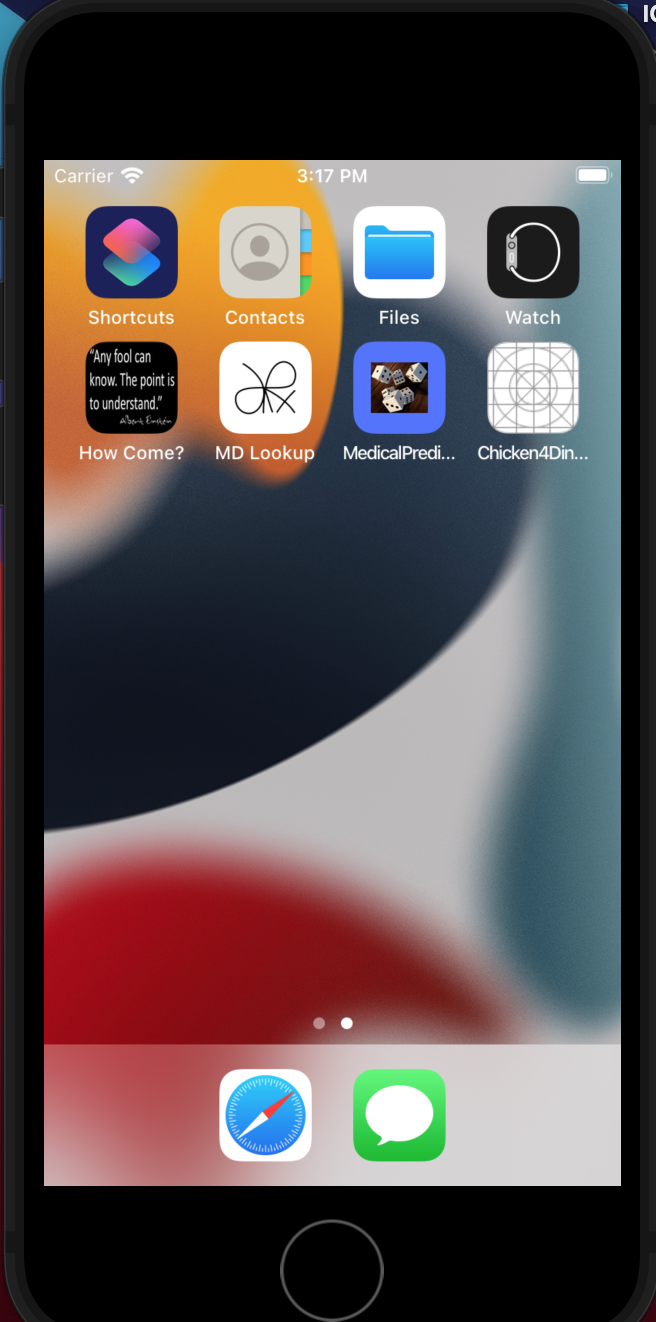 IO
Carrier 3:17 PM
Shortcuts Contacts Files Watch
“Any fool can
know. The point is
to understand.”
Albert Einstein
How Come? MD Lookup MedicalPredi... Chicken4Din...